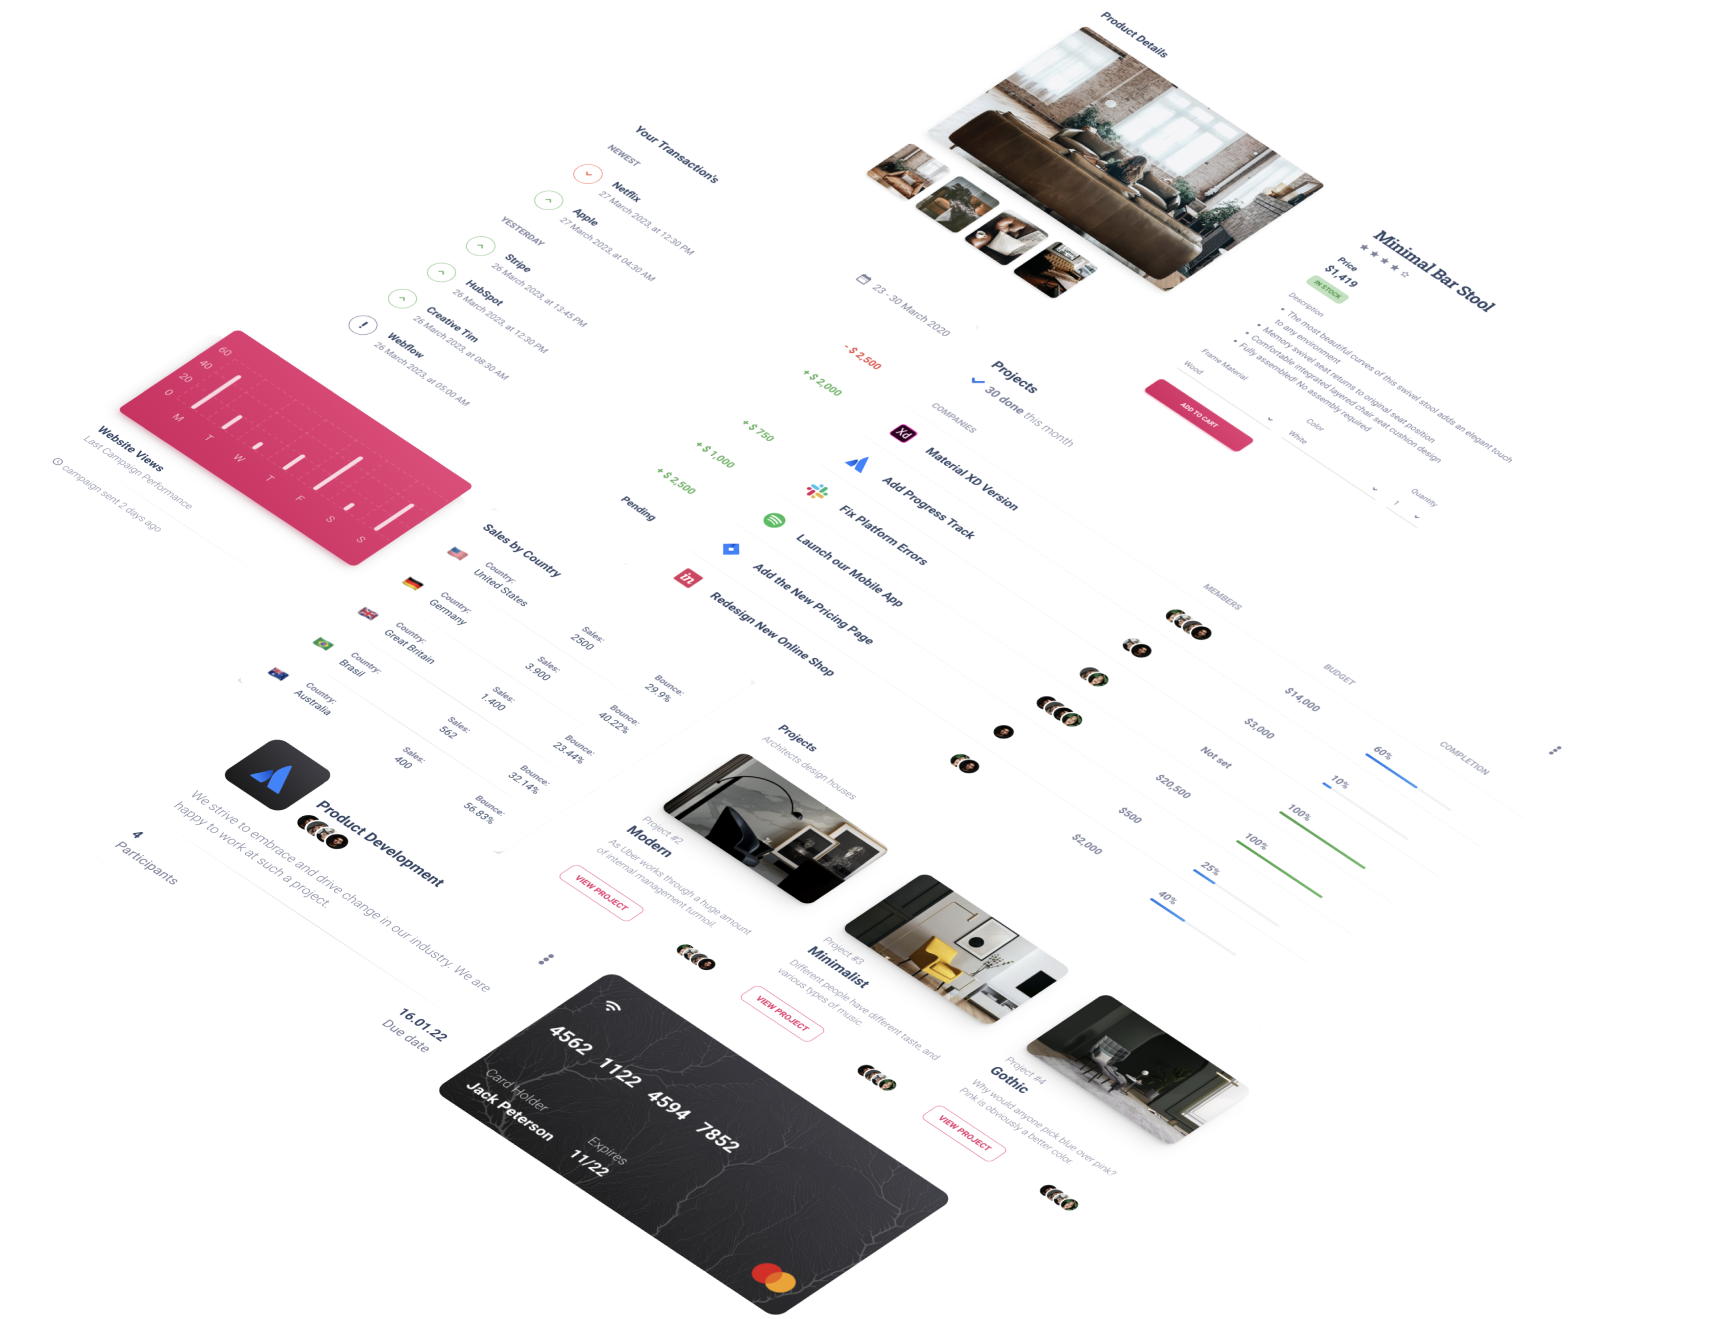 Product Details
Minimal Bar Stool
Price
$1,419
IN STOCK
Description
The most beautiful curves of this swivel stool adds an elegant touch
to any environment
Memory swivel seat returns to original seat position
Comfortable integrated layered chair seat cushion design
Fully assembled! No assembly required
Frame Material
Wood
Color
White
Quantity
1
ADD TO CART
Your Transaction's
23 - 30 March 2020
NEWEST
Netflix
27 March 2023, at 12:30 PM
- $ 2,500
Apple
27 March 2023, at 04:30 AM
+ $ 2,000
YESTERDAY
Stripe
26 March 2023, at 13:45 PM
+ $ 750
HubSpot
26 March 2023, at 12:30 PM
+ $ 1,000
Creative Tim
26 March 2023, at 08:30 AM
+ $ 2,500
Webflow
26 March 2023, at 05:00 AM
Pending
60
40
20
0
M
T
W
T
F
S
S
Website Views
Last Campaign Performance
campaign sent 2 days ago
Projects
30 done this month
COMPANIES
MEMBERS
BUDGET
COMPLETION
Xd
Material XD Version
$14,000
60%
Add Progress Track
$3,000
10%
Fix Platform Errors
Not set
100%
Launch our Mobile App
$20,500
100%
Add the New Pricing Page
$500
25%
in
Redesign New Online Shop
$2,000
40%
Sales by Country
Country:
United States
Sales:
2500
Bounce:
29.9%
Country:
Germany
Sales:
3.900
Bounce:
40.22%
Country:
Great Britain
Sales:
1.400
Bounce:
23.44%
Country:
Brasil
Sales:
562
Bounce:
32.14%
Country:
Australia
Sales:
400
Bounce:
56.83%
Product Development
We strive to embrace and drive change in our industry. We are
happy to work at such a project.
4
Participants
16.01.22
Due date
Projects
Architects design houses
Project #2
Modern
As Uber works through a huge amount
of internal management turmoil.
VIEW PROJECT
Project #3
Minimalist
Different people have different taste, and
various types of music.
VIEW PROJECT
Project #4
Gothic
Why would anyone pick blue over pink?
Pink is obviously a better color.
VIEW PROJECT
4562 1122 4594 7852
Card Holder
Jack Peterson
Expires
11/22